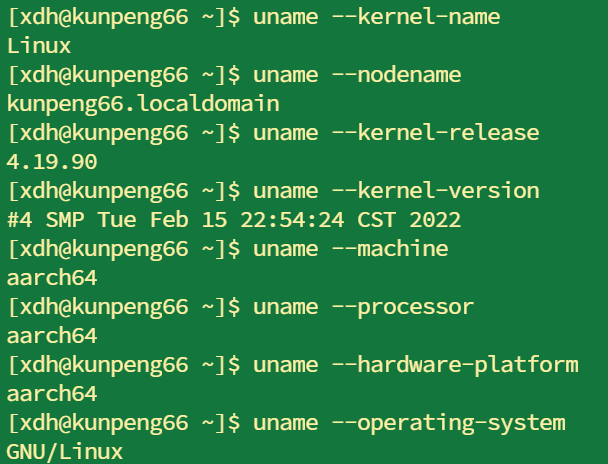 [xdh@kunpeng66 ~]$ uname --kernel-name
Linux
[xdh@kunpeng66 ~]$ uname --nodename
kunpeng66.localdomain
[xdh@kunpeng66 ~]$ uname --kernel-release
4.19.90
[xdh@kunpeng66 ~]$ uname --kernel-version
#4 SMP Tue Feb 15 22:54:24 CST 2022
[xdh@kunpeng66 ~]$ uname --machine
aarch64
[xdh@kunpeng66 ~]$ uname --processor
aarch64
[xdh@kunpeng66 ~]$ uname --hardware-platform
aarch64
[xdh@kunpeng66 ~]$ uname --operating-system
GNU/Linux